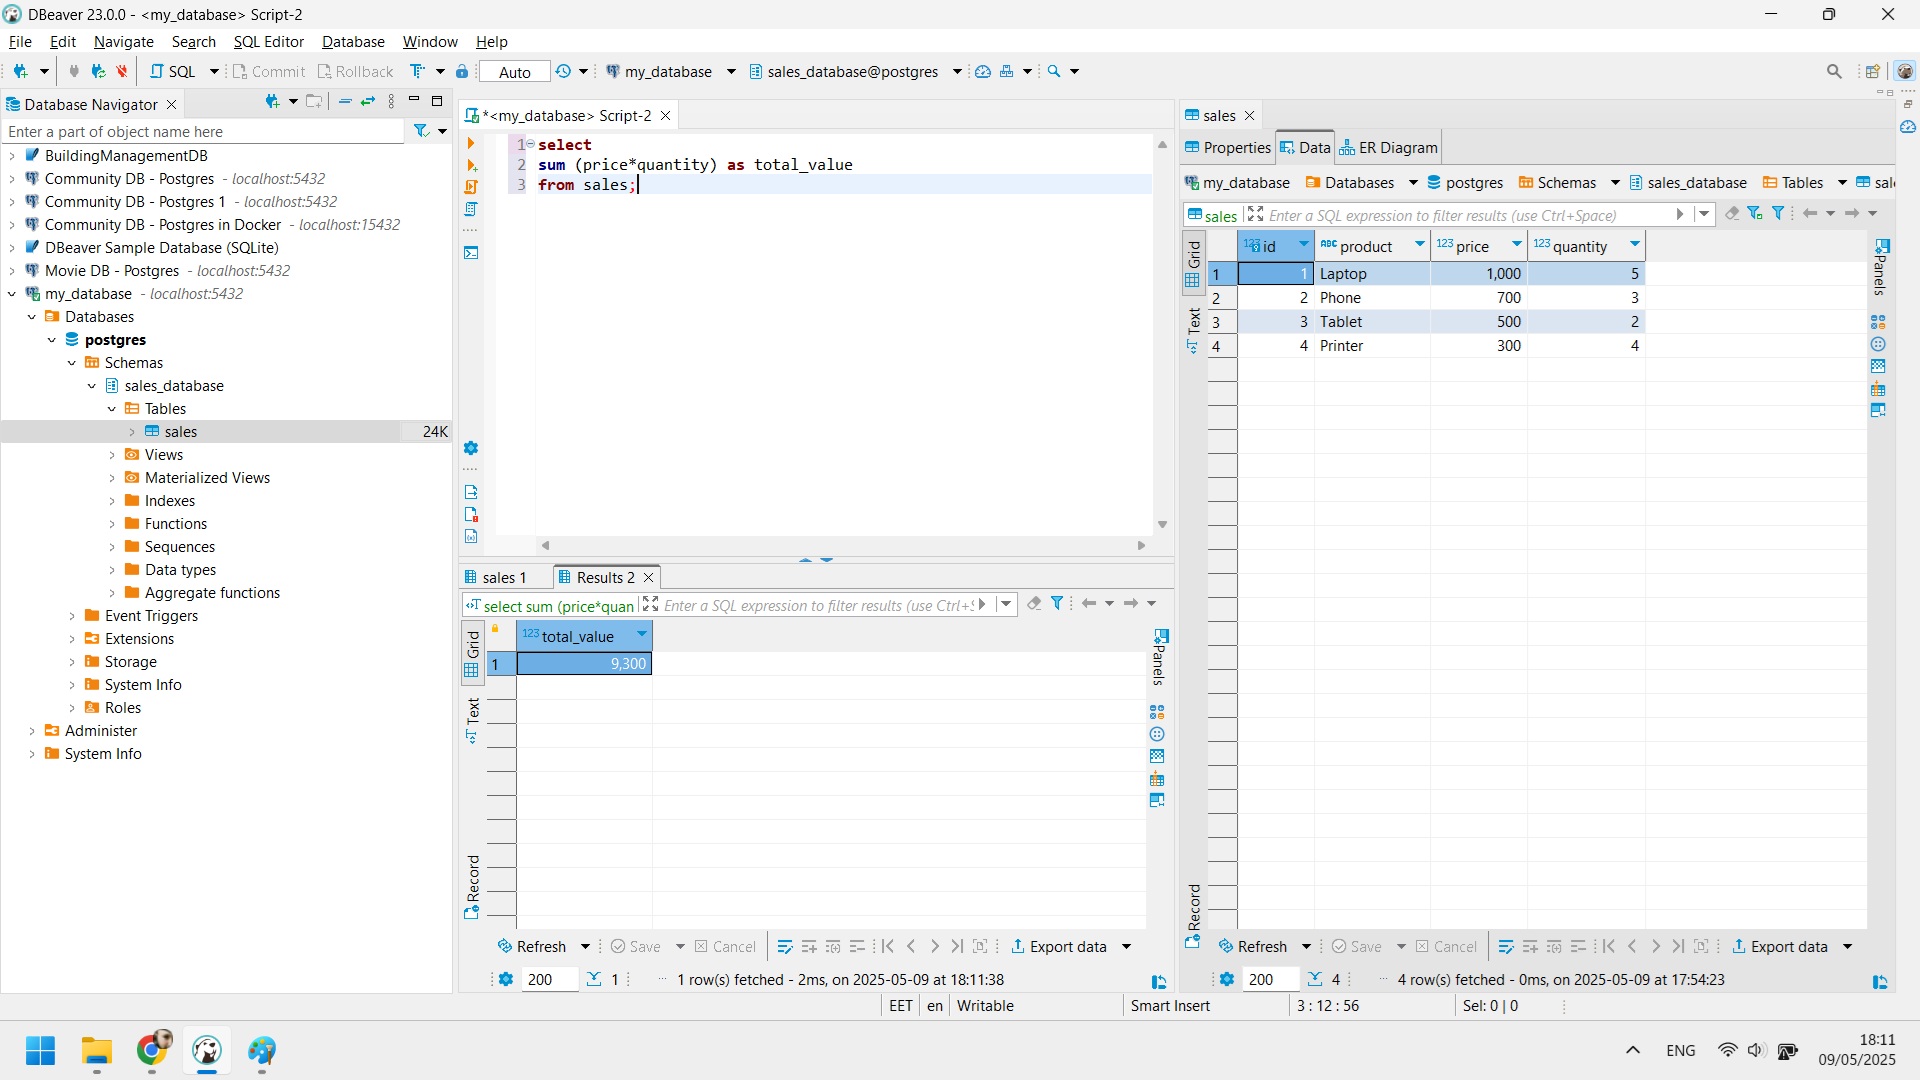 DBeaver 23.0.0 - <my_database> Script-2
File Edit Navigate Search SQL Editor Database Window Help
SQL Commit Rollback Auto my_database sales_database@postgres
Database Navigator
Enter a part of object name here
BuildingManagementDB
Community DB - Postgres - localhost:5432
Community DB - Postgres 1 - localhost:5432
Community DB - Postgres in Docker - localhost:15432
DBeaver Sample Database (SQLite)
Movie DB - Postgres - localhost:5432
my_database - localhost:5432
Databases
postgres
Schemas
sales_database
Tables
sales 24K
Views
Materialized Views
Indexes
Functions
Sequences
Data types
Aggregate functions
Event Triggers
Extensions
Storage
System Info
Roles
Administer
System Info
*<my_database> Script-2
1 select
2 sum (price*quantity) as total_value
3 from sales;
sales 1 Results 2
select sum (price*quan Enter a SQL expression to filter results (use Ctrl+S
Grid
Text
Record
123 total_value
1 9,300
Panels
Refresh Save Cancel Export data
200 1 1 row(s) fetched - 2ms, on 2025-05-09 at 18:11:38
sales
Properties Data ER Diagram
my_database Databases postgres Schemas sales_database Tables sal
sales Enter a SQL expression to filter results (use Ctrl+Space)
Grid
Text
Record
123 id ABC product 123 price 123 quantity
1 1 Laptop 1,000 5
2 2 Phone 700 3
3 3 Tablet 500 2
4 4 Printer 300 4
Panels
Refresh Save Cancel Export data
200 4 4 row(s) fetched - 0ms, on 2025-05-09 at 17:54:23
EET en Writable Smart Insert 3 : 12 : 56 Sel: 0 | 0
ENG 18:11
09/05/2025